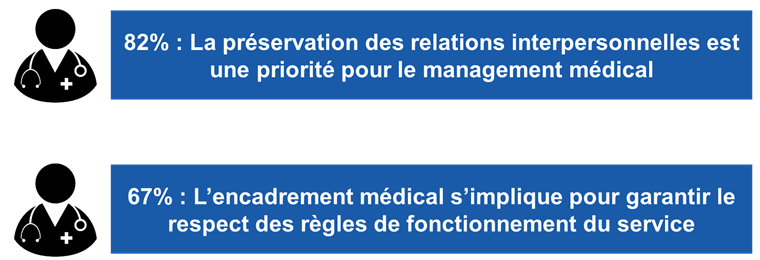 82% : La préservation des relations interpersonnelles est
une priorité pour le management médical
67% : L’encadrement médical s’implique pour garantir le
respect des règles de fonctionnement du service